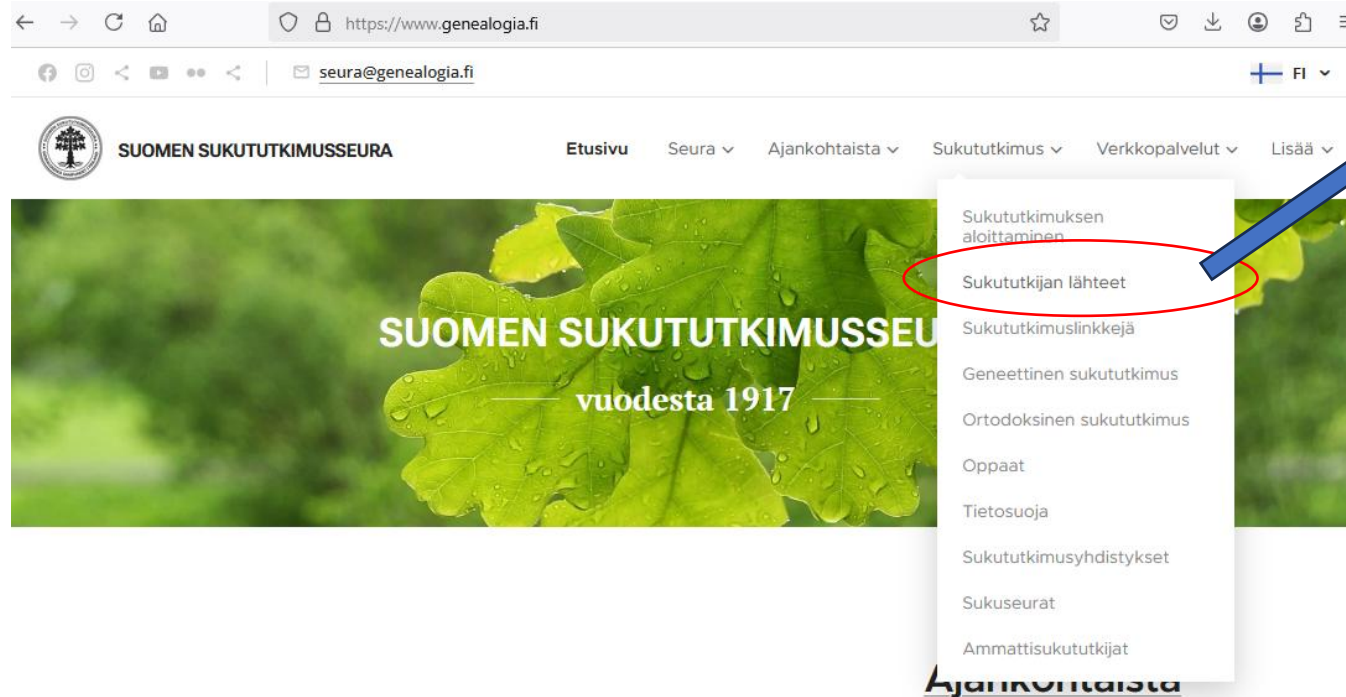 https://www.genealogia.fi
seura@genealogia.fi
FI
SUOMEN SUKUTUTKIMUSSEURA
Etusivu Seura Ajankohtaista Sukututkimus Verkkopalvelut Lisää
Sukututkimuksen
aloittaminen
Sukututkijan lähteet
Sukututkimuslinkkejä
Geneettinen sukututkimus
Ortodoksinen sukututkimus
Oppaat
Tietosuoja
Sukututkimusyhdistykset
Sukuseurat
Ammattisukututkijat
SUOMEN SUKUTUTKIMUSSEU
vuodesta 1917
Ajankohtaista